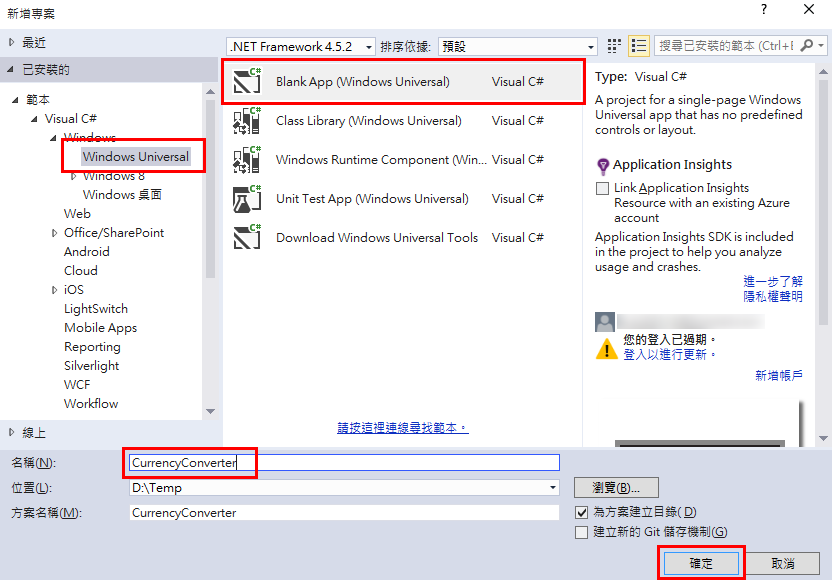 新增專案
? ×
最近
已安裝的
範本
Visual C#
Windows
Windows Universal
Windows 8
Windows 桌面
Web
Office/SharePoint
Android
Cloud
iOS
LightSwitch
Mobile Apps
Reporting
Silverlight
WCF
Workflow
線上
.NET Framework 4.5.2 排序依據: 預設
搜尋已安裝的範本 (Ctrl+E
Blank App (Windows Universal) Visual C#
Class Library (Windows Universal) Visual C#
Windows Runtime Component (Win... Visual C#
Unit Test App (Windows Universal) Visual C#
Download Windows Universal Tools Visual C#
請按這裡連線尋找範本。
Type: Visual C#
A project for a single-page Windows
Universal app that has no predefined
controls or layout.
Application Insights
Link Application Insights
Resource with an existing Azure
account
Application Insights SDK is included
in the project to help you analyze
usage and crashes.
進一步了解
隱私權聲明
您的登入已過期。
登入以進行更新。
新增帳戶
名稱(N): CurrencyConverter
位置(L): D:\Temp 瀏覽(B)...
方案名稱(M): CurrencyConverter
為方案建立目錄(D)
建立新的 Git 儲存機制(G)
確定 取消